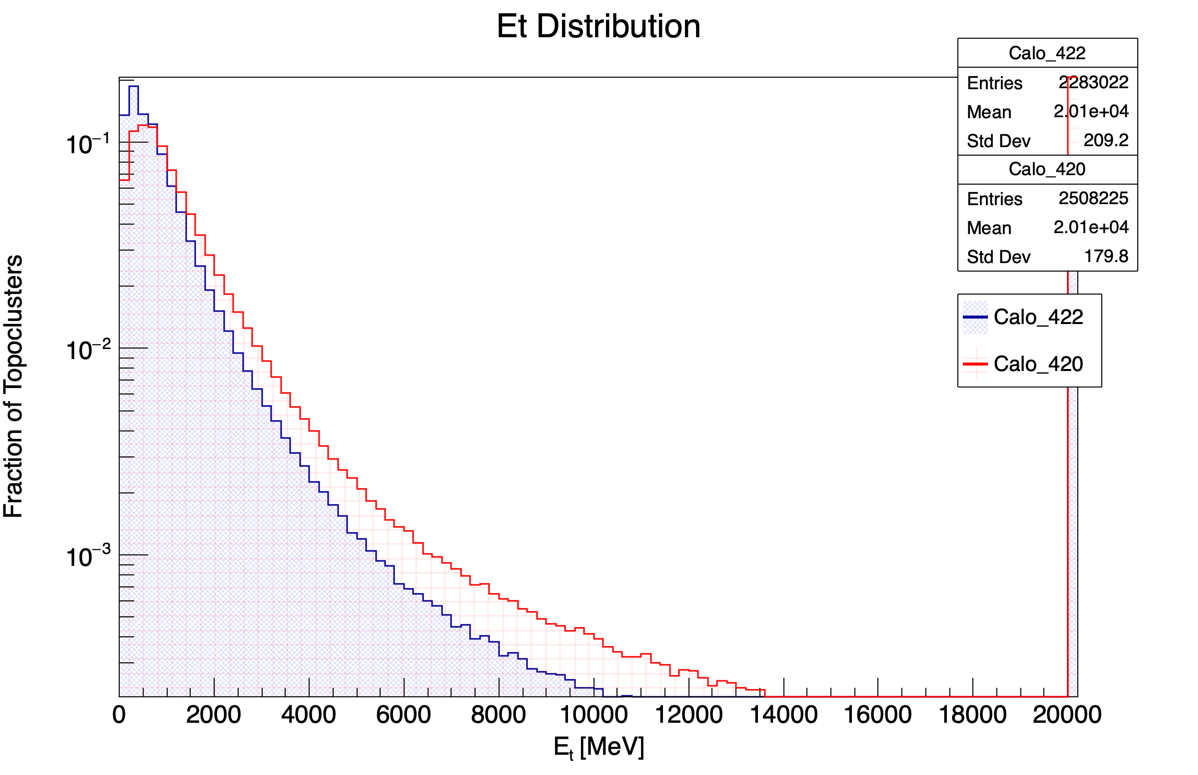 Et Distribution
Calo_422
Entries 2283022
Mean 2.01e+04
Std Dev 209.2
Calo_420
Entries 2508225
Mean 2.01e+04
Std Dev 179.8
Calo_422
Calo_420
Fraction of Topoclusters
10−1
10−2
10−3
0 2000 4000 6000 8000 10000 12000 14000 16000 18000 20000
Et [MeV]